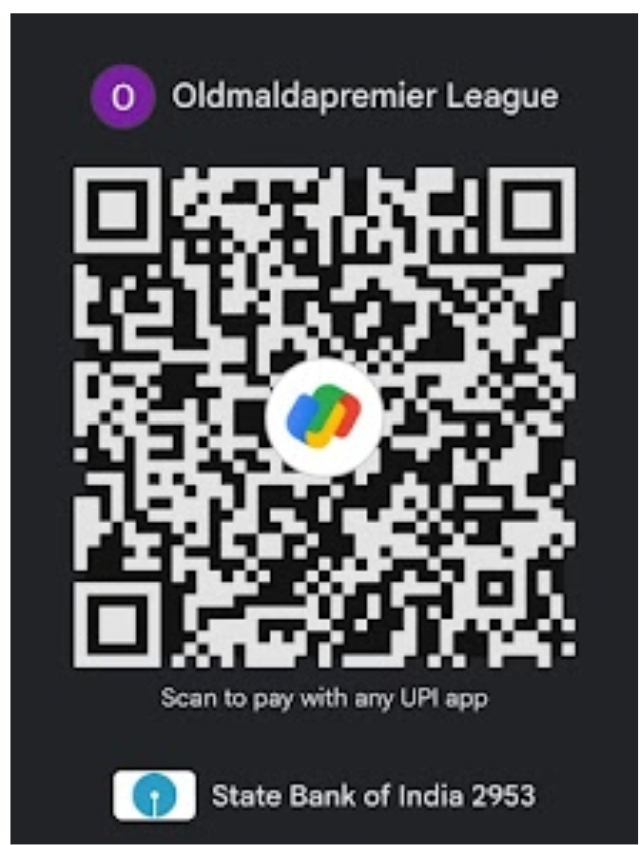 O Oldmaldapremier League
Scan to pay with any UPI app
State Bank of India 2953